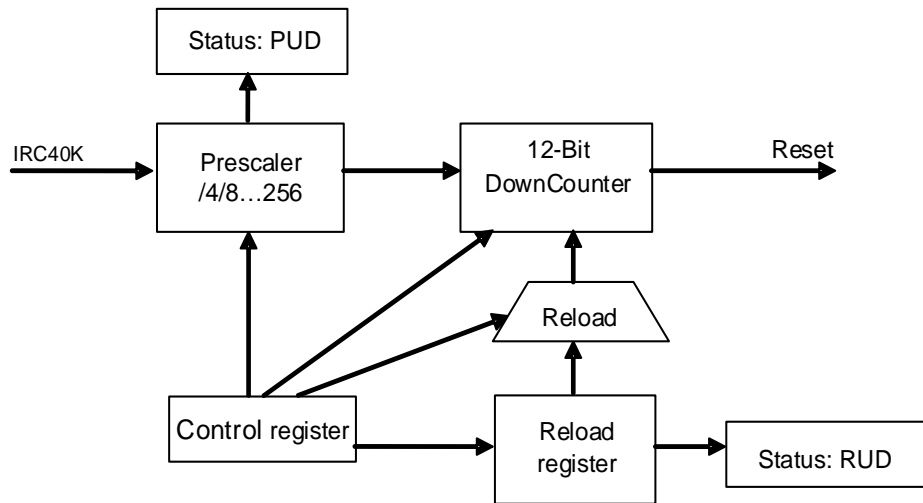 Status: PUD
IRC40K
Prescaler
/4/8…256
12-Bit
DownCounter
Reset
Reload
Control register
Reload
register
Status: RUD